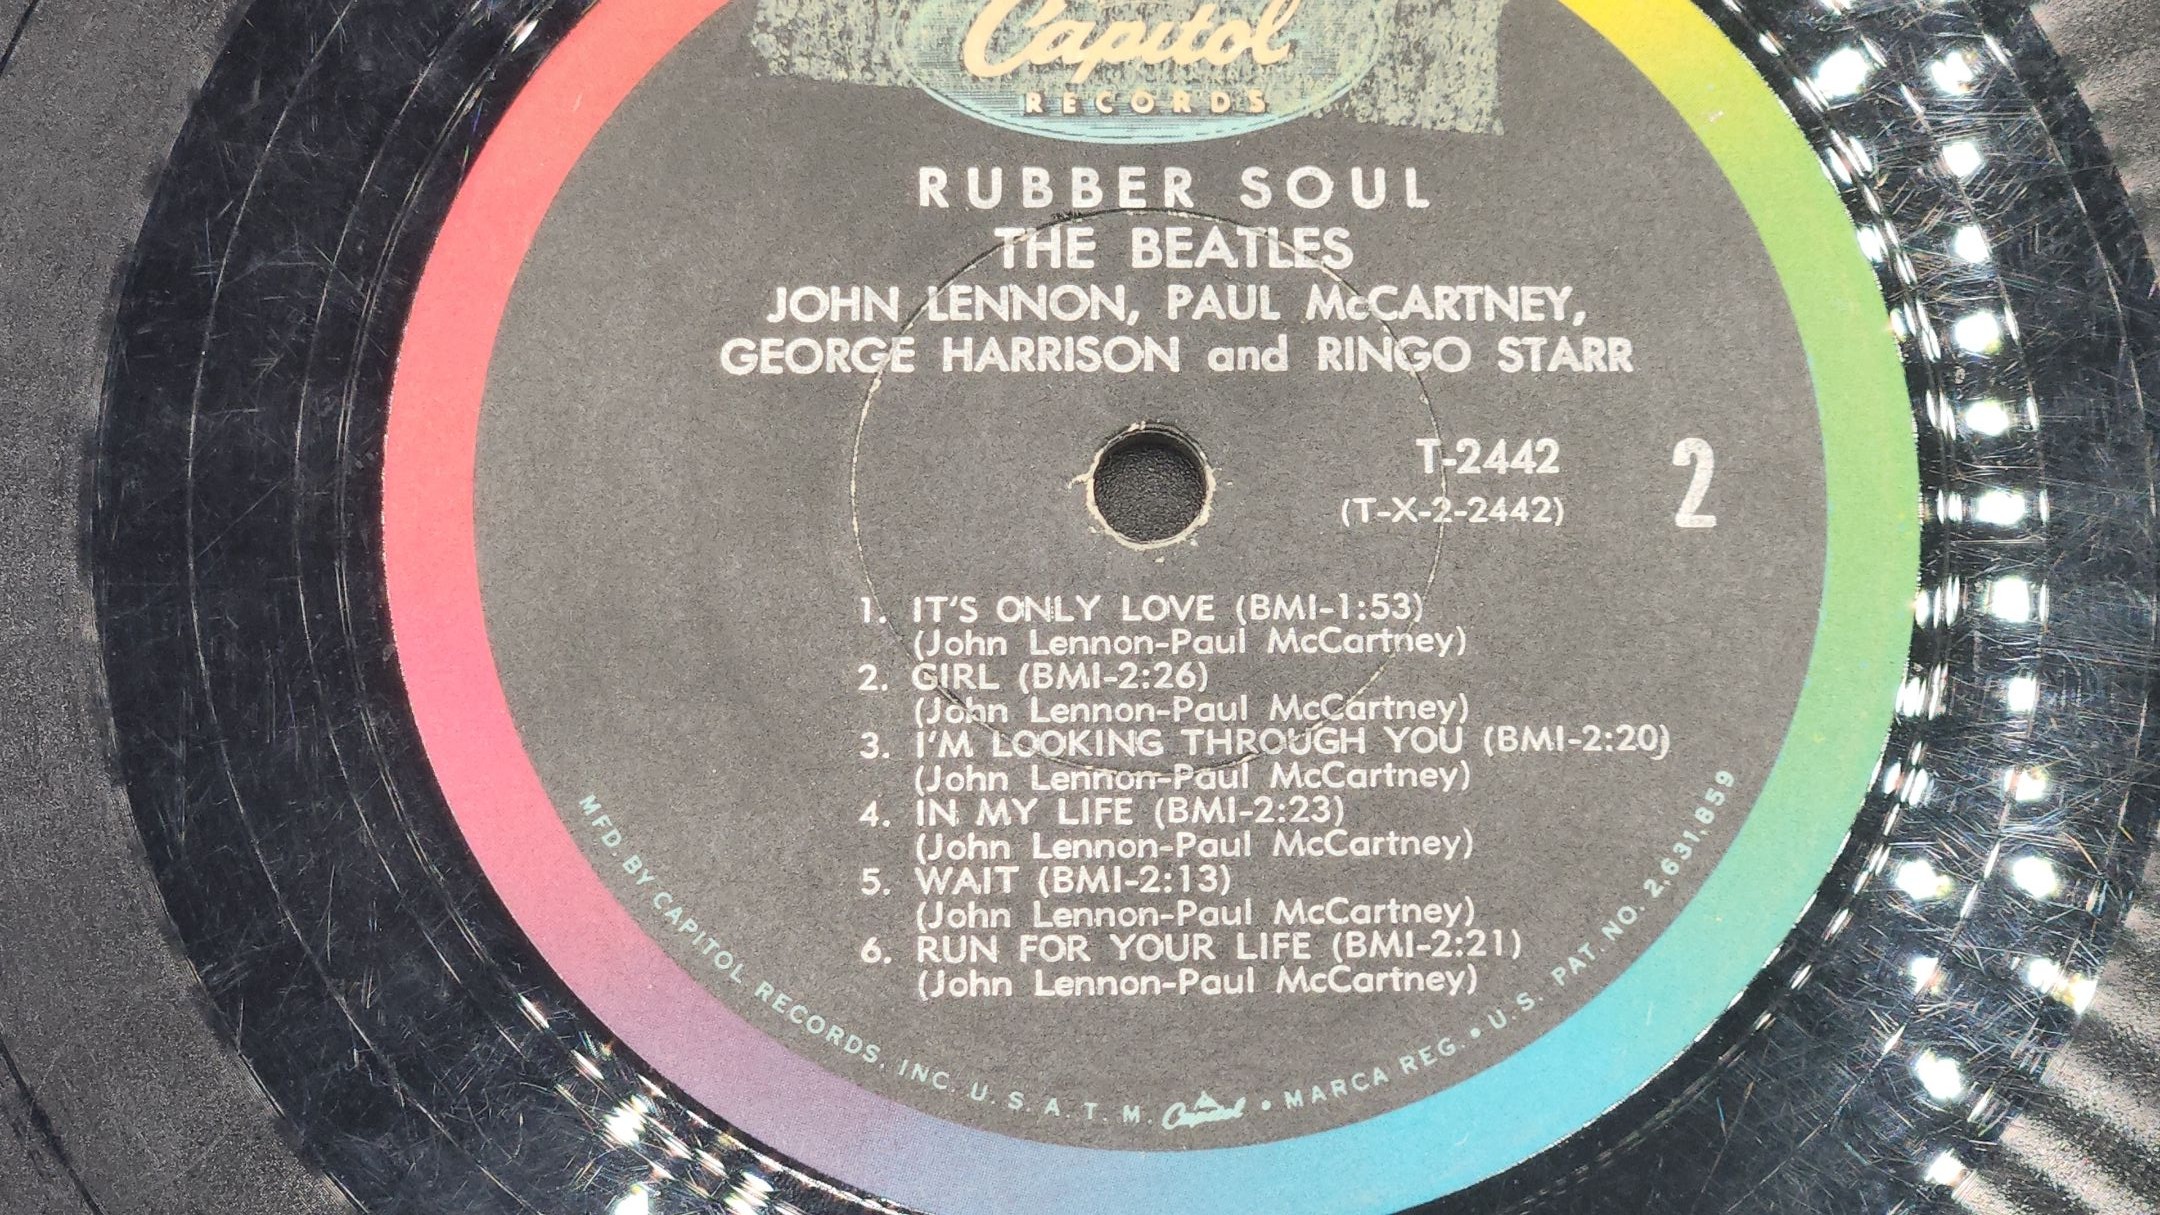 Capitol
RECORDS
RUBBER SOUL
THE BEATLES
JOHN LENNON, PAUL McCARTNEY,
GEORGE HARRISON and RINGO STARR
T-2442
(T-X-2-2442)
2
1. IT'S ONLY LOVE (BMI-1:53)
(John Lennon-Paul McCartney)
2. GIRL (BMI-2:26)
(John Lennon-Paul McCartney)
3. I'M LOOKING THROUGH YOU (BMI-2:20)
(John Lennon-Paul McCartney)
4. IN MY LIFE (BMI-2:23)
(John Lennon-Paul McCartney)
5. WAIT (BMI-2:13)
(John Lennon-Paul McCartney)
6. RUN FOR YOUR LIFE (BMI-2:21)
(John Lennon-Paul McCartney)
MFD. BY CAPITOL RECORDS, INC. U. S. A. T. M. Capitol • MARCA REG. • U.S. PAT. NO. 2,631,859